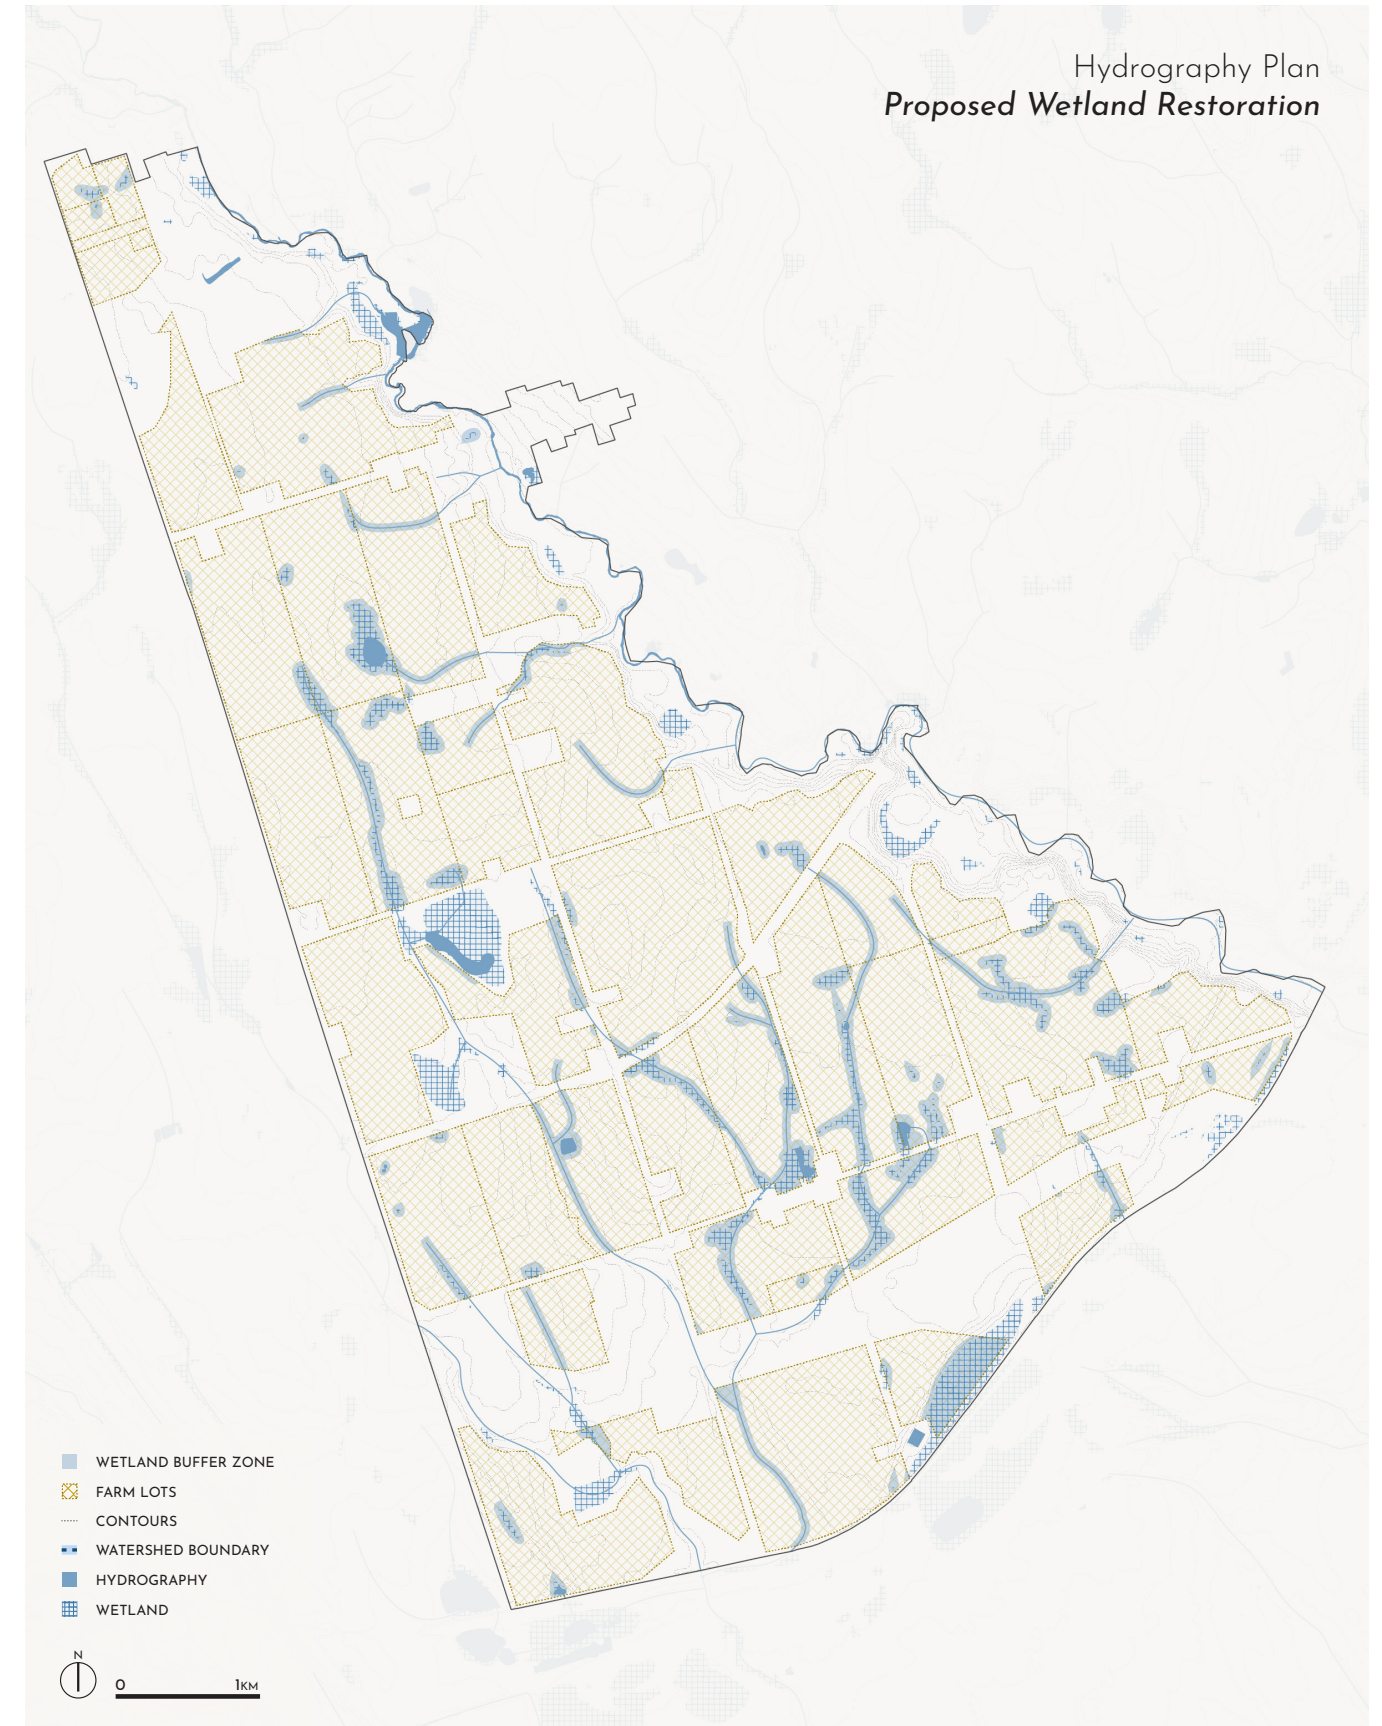 Hydrography Plan
Proposed Wetland Restoration
WETLAND BUFFER ZONE
FARM LOTS
CONTOURS
WATERSHED BOUNDARY
HYDROGRAPHY
WETLAND
N
0 1KM